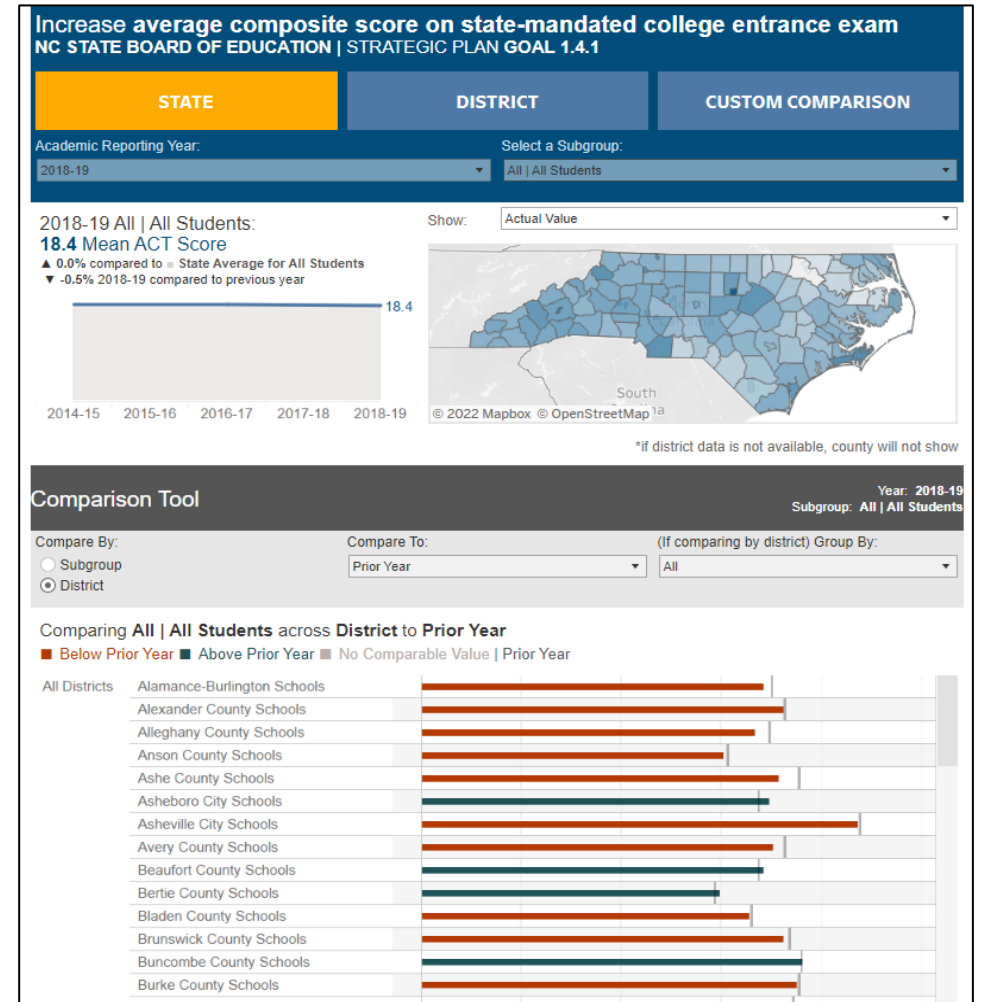 Increase average composite score on state-mandated college entrance exam
NC STATE BOARD OF EDUCATION | STRATEGIC PLAN GOAL 1.4.1
STATE DISTRICT CUSTOM COMPARISON
Academic Reporting Year: Select a Subgroup:
2018-19 All | All Students
2018-19 All | All Students: Show: Actual Value
18.4 Mean ACT Score
▲ 0.0% compared to State Average for All Students
▼ -0.5% 2018-19 compared to previous year
18.4
2014-15 2015-16 2016-17 2017-18 2018-19
South
© 2022 Mapbox © OpenStreetMap
*if district data is not available, county will not show
Comparison Tool
Year: 2018-19
Subgroup: All | All Students
Compare By: Compare To: (If comparing by district) Group By:
Subgroup Prior Year All
District
Comparing All | All Students across District to Prior Year
Below Prior Year Above Prior Year No Comparable Value | Prior Year
All Districts Alamance-Burlington Schools
Alexander County Schools
Alleghany County Schools
Anson County Schools
Ashe County Schools
Asheboro City Schools
Asheville City Schools
Avery County Schools
Beaufort County Schools
Bertie County Schools
Bladen County Schools
Brunswick County Schools
Buncombe County Schools
Burke County Schools